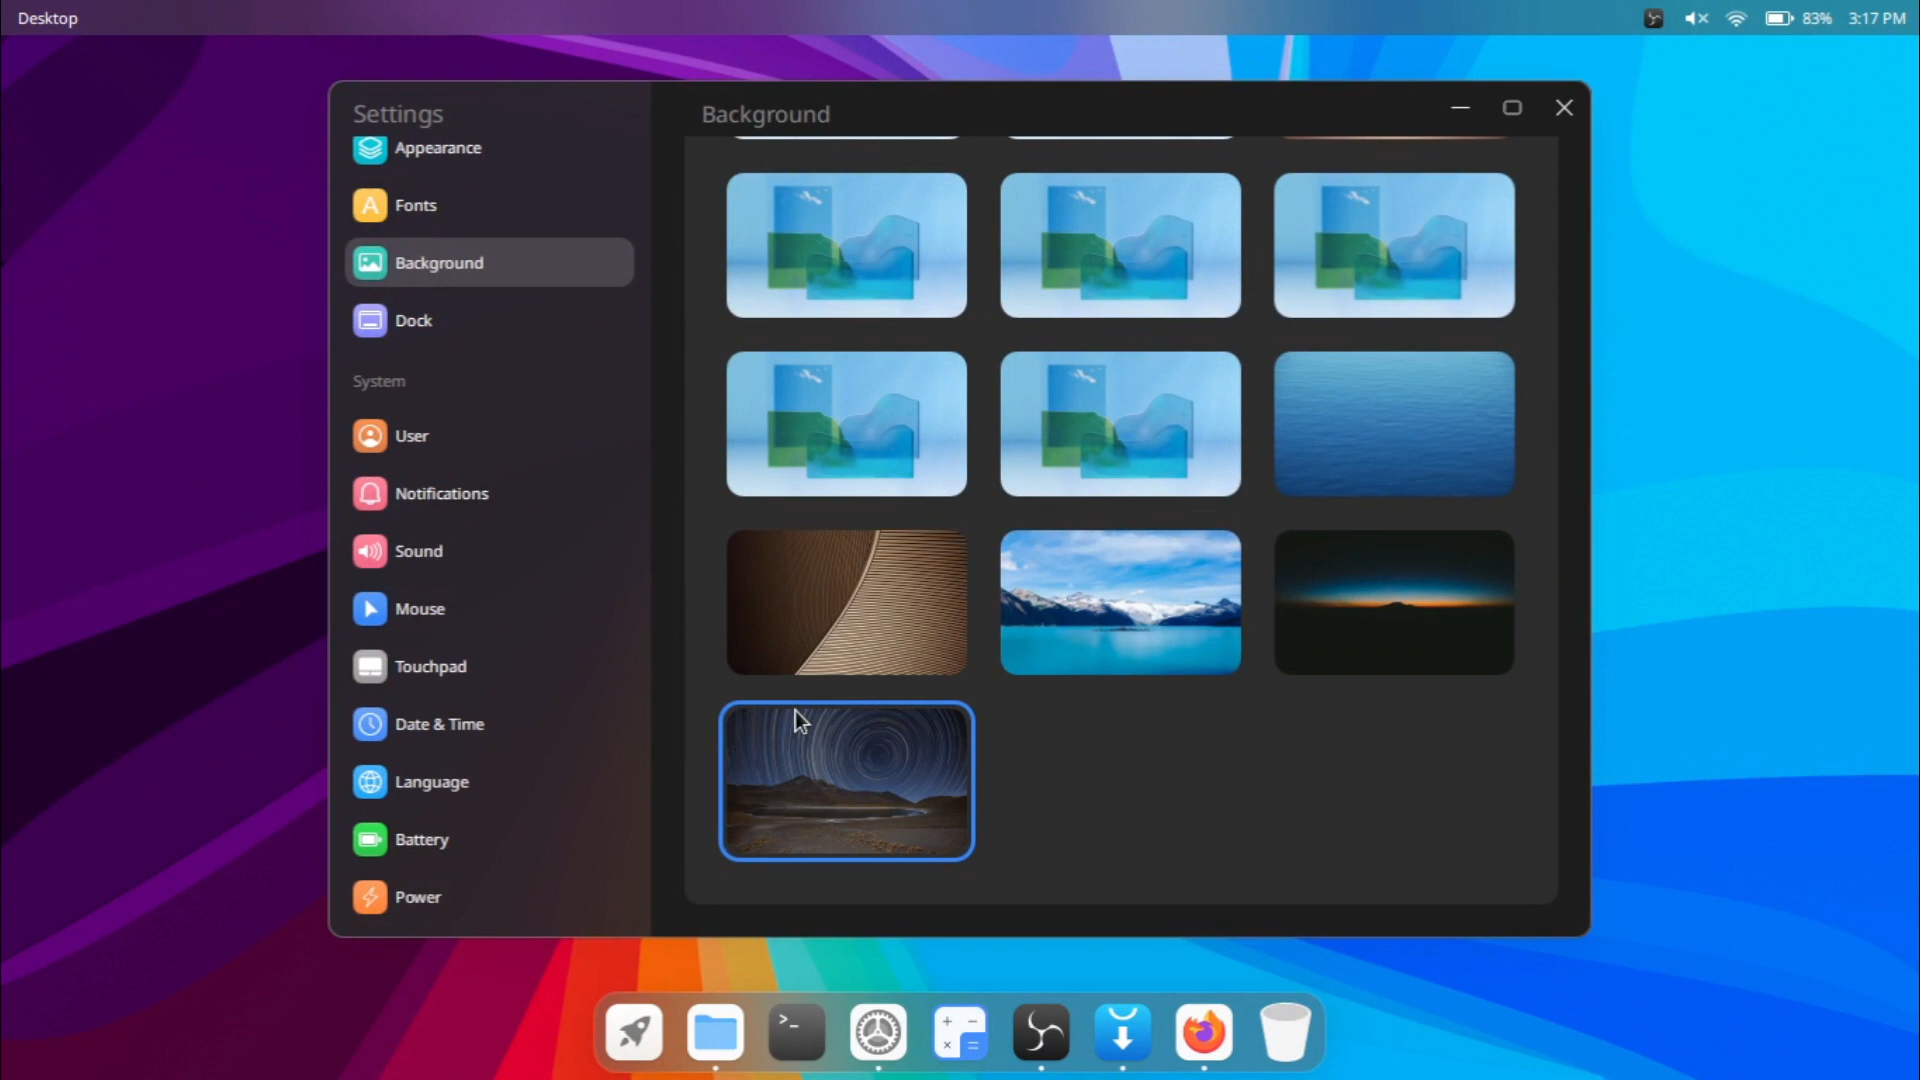 Desktop
83%
3:17 PM
Settings
Background
Appearance
Fonts
Background
Dock
System
User
Notifications
Sound
Mouse
Touchpad
Date & Time
Language
Battery
Power